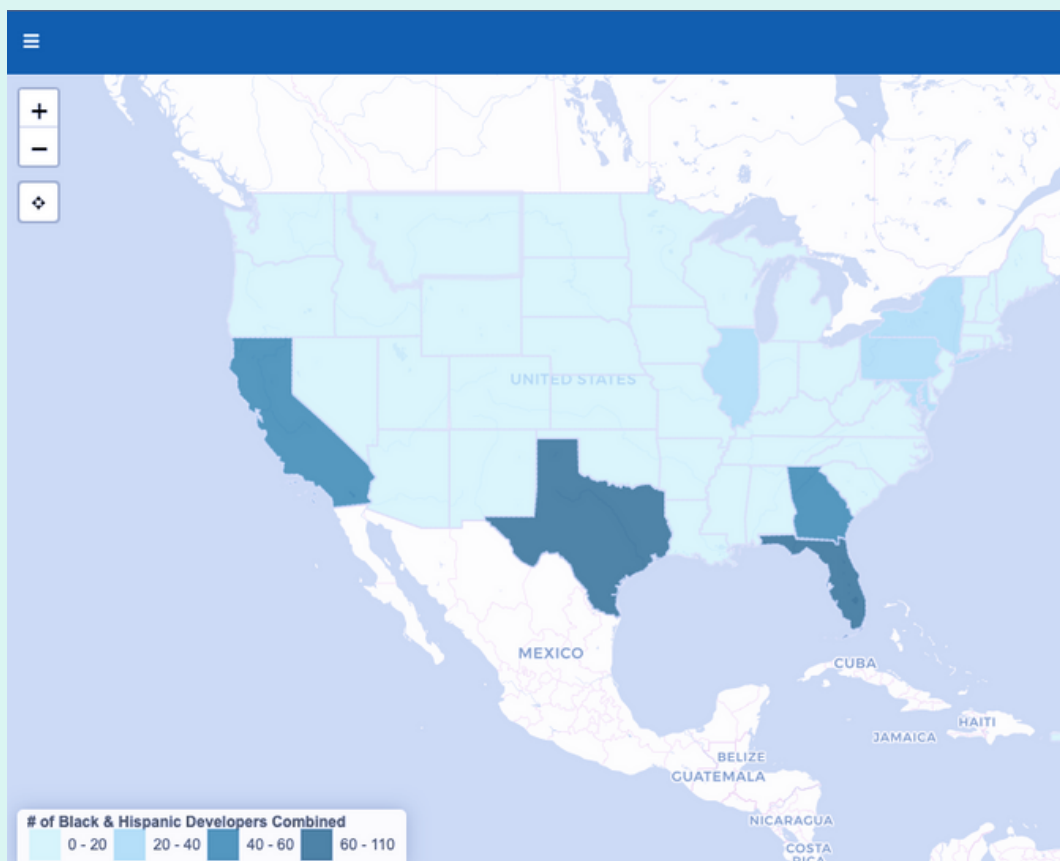 +
−
UNITED STATES
MEXICO
CUBA
HAITI
JAMAICA
BELIZE
GUATEMALA
NICARAGUA
COSTA
RICA
# of Black & Hispanic Developers Combined
0 - 20 20 - 40 40 - 60 60 - 110